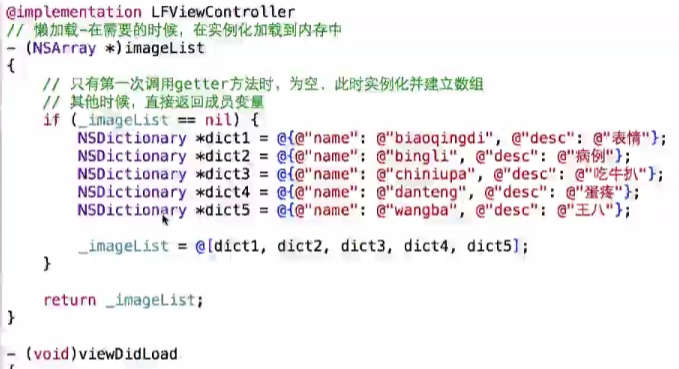 @implementation LFViewController
// 懒加载-在需要的时候，在实例化加载到内存中
- (NSArray *)imageList
{
    // 只有第一次调用getter方法时，为空，此时实例化并建立数组
    // 其他时候，直接返回成员变量
    if (_imageList == nil) {
        NSDictionary *dict1 = @{@"name": @"biaoqingdi", @"desc": @"表情"};
        NSDictionary *dict2 = @{@"name": @"bingli", @"desc": @"病例"};
        NSDictionary *dict3 = @{@"name": @"chiniupa", @"desc": @"吃牛扒"};
        NSDictionary *dict4 = @{@"name": @"danteng", @"desc": @"蛋疼"};
        NSDictionary *dict5 = @{@"name": @"wangba", @"desc": @"王八"};
        _imageList = @[dict1, dict2, dict3, dict4, dict5];
    }
    return _imageList;
}
- (void)viewDidLoad